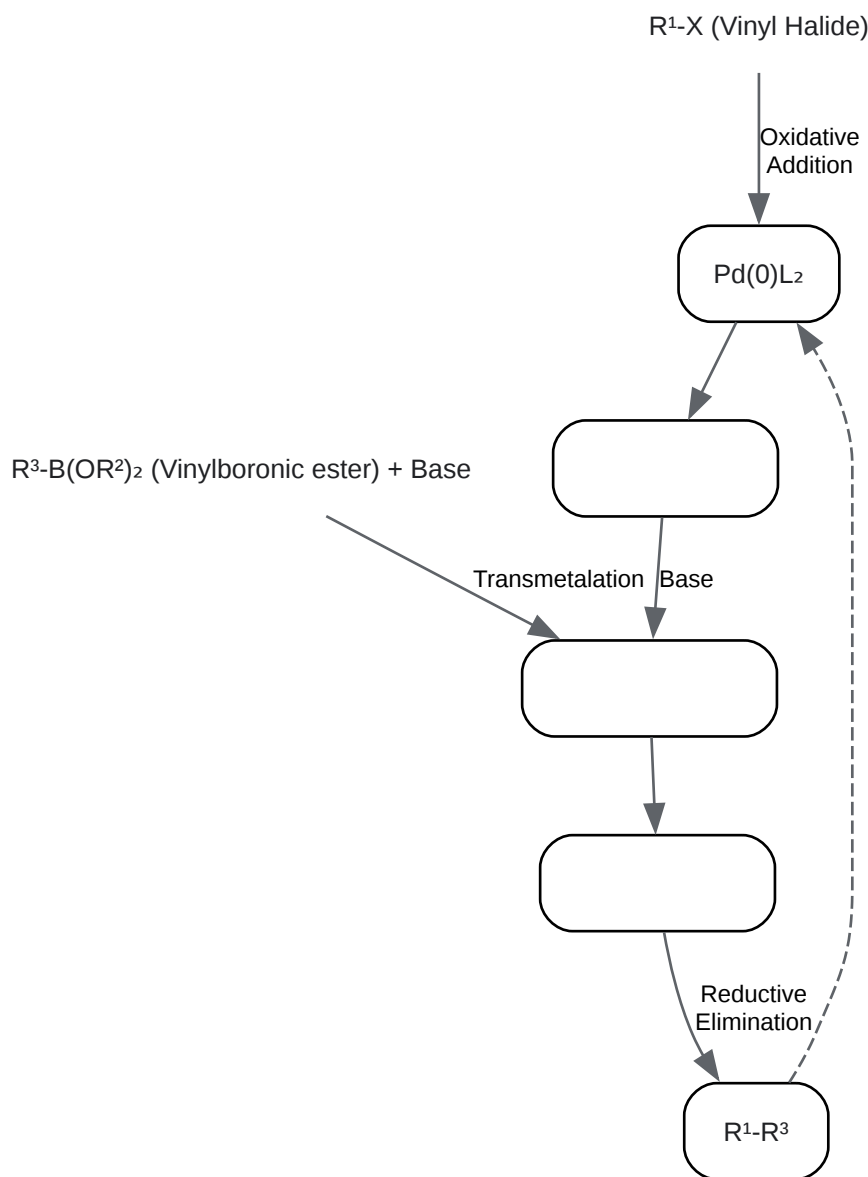 R¹-X (Vinyl Halide)
Oxidative
Addition
Pd(0)L₂
R³-B(OR²)₂ (Vinylboronic ester) + Base
Transmetalation
Base
Reductive
Elimination
R¹-R³